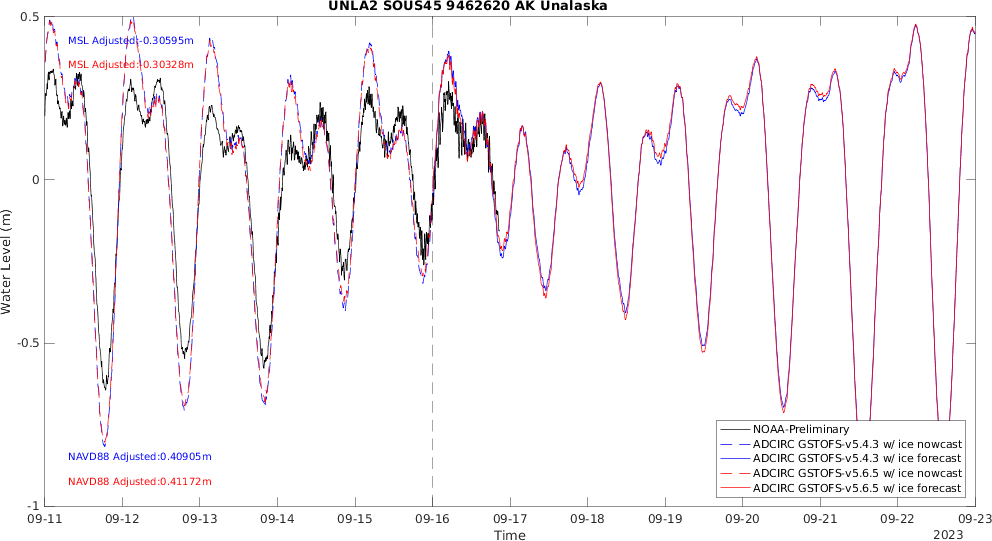 UNLA2 SOUS45 9462620 AK Unalaska
0.5
MSL Adjusted:-0.30595m
MSL Adjusted:-0.30328m
0
Water Level (m)
-0.5
NOAA-Preliminary
ADCIRC GSTOFS-v5.4.3 w/ ice nowcast
ADCIRC GSTOFS-v5.4.3 w/ ice forecast
ADCIRC GSTOFS-v5.6.5 w/ ice nowcast
ADCIRC GSTOFS-v5.6.5 w/ ice forecast
NAVD88 Adjusted:0.40905m
NAVD88 Adjusted:0.41172m
-1
09-11 09-12 09-13 09-14 09-15 09-16 09-17 09-18 09-19 09-20 09-21 09-22 09-23
Time
2023